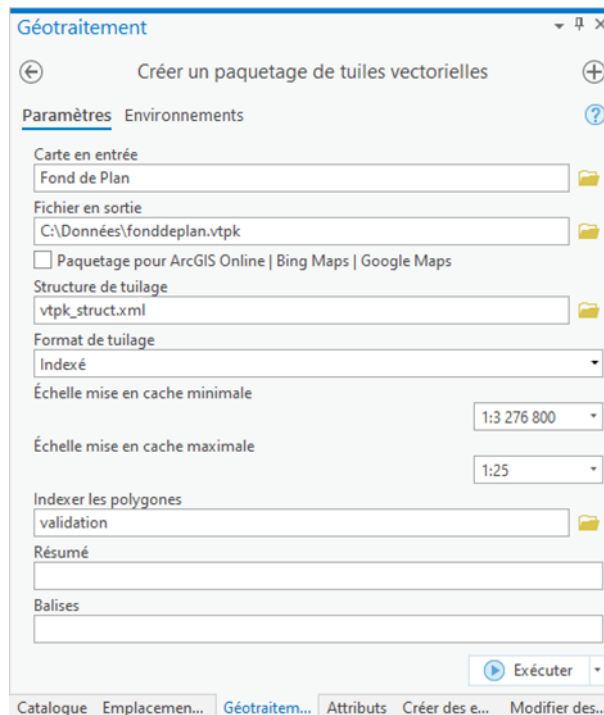 Géotraitement
Créer un paquetage de tuiles vectorielles
Paramètres Environnements
Carte en entrée
Fond de Plan
Fichier en sortie
C:\Données\fonddeplan.vtpk
Paquetage pour ArcGIS Online | Bing Maps | Google Maps
Structure de tuilage
vtpk_struct.xml
Format de tuilage
Indexé
Échelle mise en cache minimale
1:3 276 800
Échelle mise en cache maximale
1:25
Indexer les polygones
validation
Résumé
Balises
Exécuter
Catalogue Emplacemen... Géotraitem... Attributs Créer des e... Modifier des...